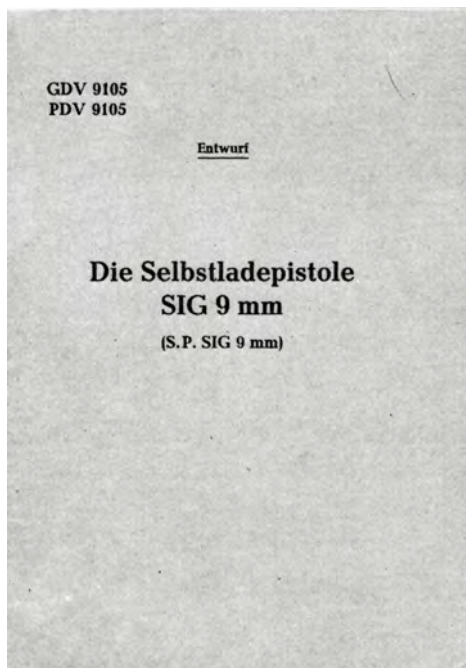 GDV 9105
PDV 9105
Entwurf
Die Selbstladepistole
SIG 9 mm
(S.P. SIG 9 mm)